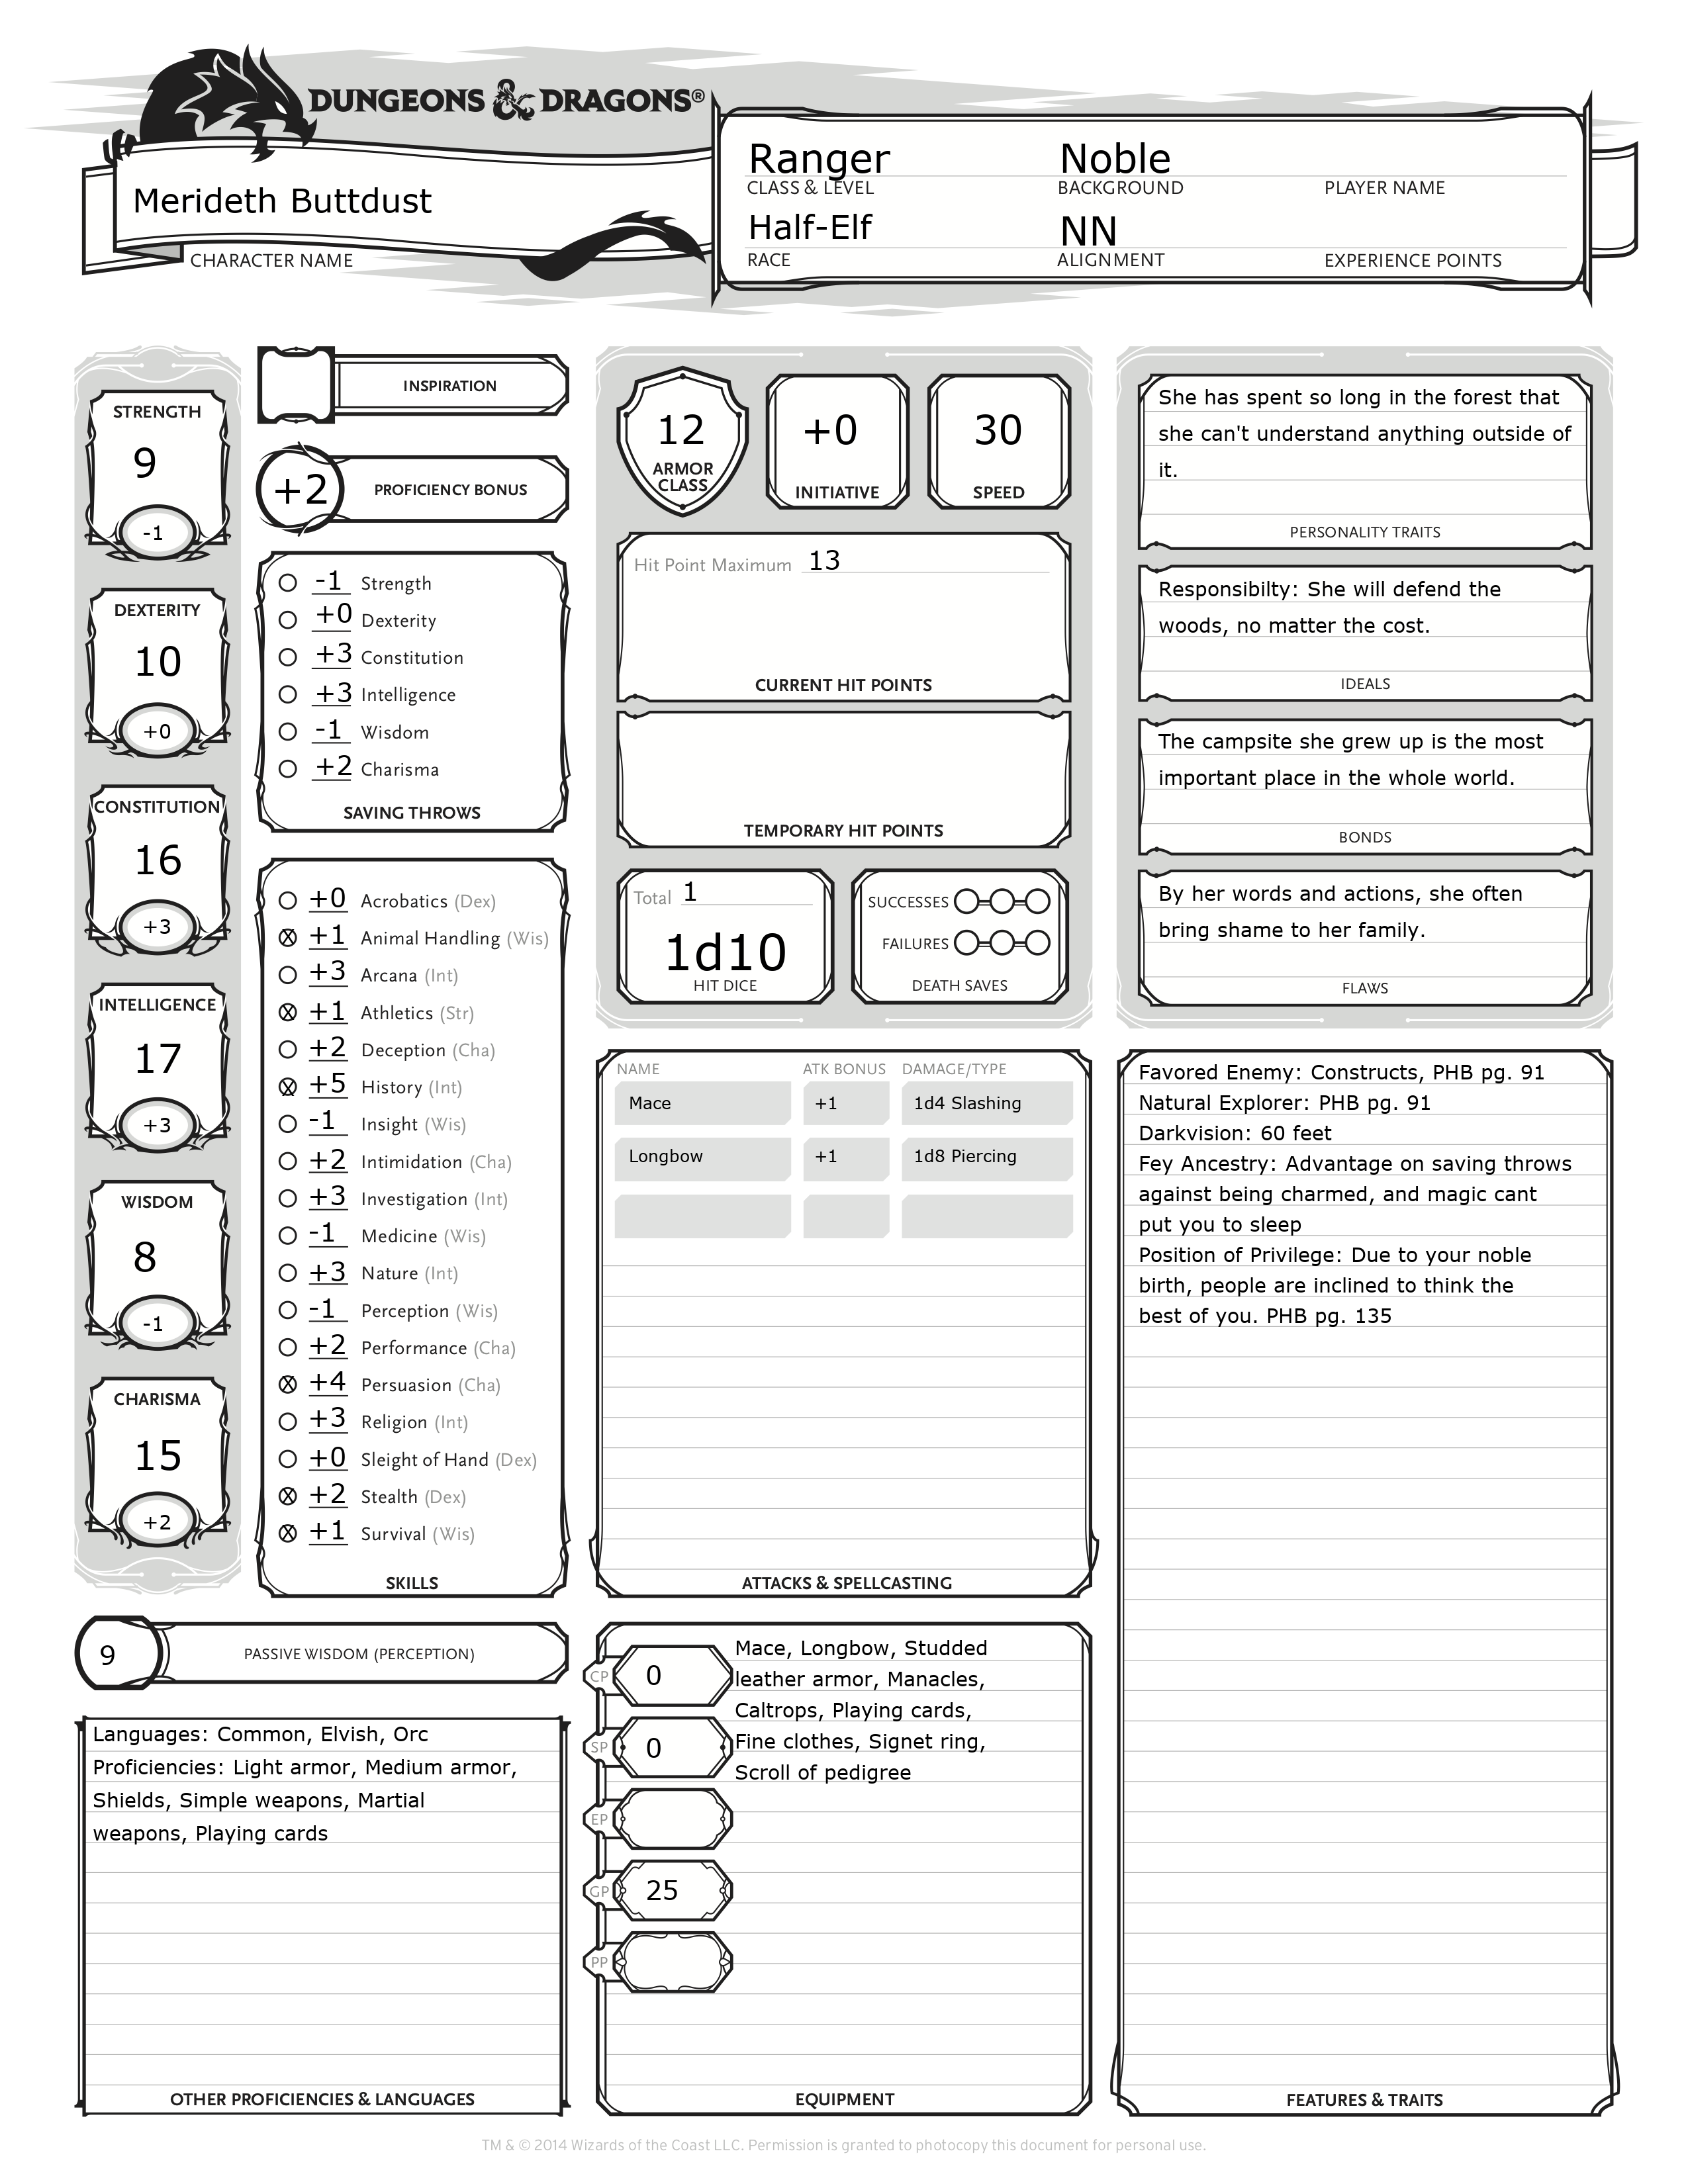 DUNGEONS & DRAGONS®
Merideth Buttdust
CHARACTER NAME
Ranger
Noble
CLASS & LEVEL
BACKGROUND
PLAYER NAME
Half-Elf
NN
RACE
ALIGNMENT
EXPERIENCE POINTS
STRENGTH
9
-1
DEXTERITY
10
+0
CONSTITUTION
16
+3
INTELLIGENCE
17
+3
WISDOM
8
-1
CHARISMA
15
+2
INSPIRATION
+2
PROFICIENCY BONUS
-1 Strength
+0 Dexterity
+3 Constitution
+3 Intelligence
-1 Wisdom
+2 Charisma
SAVING THROWS
+0 Acrobatics (Dex)
X +1 Animal Handling (Wis)
+3 Arcana (Int)
X +1 Athletics (Str)
+2 Deception (Cha)
X +5 History (Int)
-1 Insight (Wis)
+2 Intimidation (Cha)
+3 Investigation (Int)
-1 Medicine (Wis)
+3 Nature (Int)
-1 Perception (Wis)
+2 Performance (Cha)
X +4 Persuasion (Cha)
+3 Religion (Int)
+0 Sleight of Hand (Dex)
X +2 Stealth (Dex)
X +1 Survival (Wis)
SKILLS
9
PASSIVE WISDOM (PERCEPTION)
Languages: Common, Elvish, Orc
Proficiencies: Light armor, Medium armor,
Shields, Simple weapons, Martial
weapons, Playing cards
OTHER PROFICIENCIES & LANGUAGES
12
ARMOR
CLASS
+0
INITIATIVE
30
SPEED
Hit Point Maximum 13
CURRENT HIT POINTS
TEMPORARY HIT POINTS
Total 1
1d10
HIT DICE
SUCCESSES
FAILURES
DEATH SAVES
NAME
ATK BONUS
DAMAGE/TYPE
Mace
+1
1d4 Slashing
Longbow
+1
1d8 Piercing
ATTACKS & SPELLCASTING
CP
0
SP
0
EP
GP
25
PP
Mace, Longbow, Studded
leather armor, Manacles,
Caltrops, Playing cards,
Fine clothes, Signet ring,
Scroll of pedigree
EQUIPMENT
She has spent so long in the forest that
she can't understand anything outside of
it.
PERSONALITY TRAITS
Responsibilty: She will defend the
woods, no matter the cost.
IDEALS
The campsite she grew up is the most
important place in the whole world.
BONDS
By her words and actions, she often
bring shame to her family.
FLAWS
Favored Enemy: Constructs, PHB pg. 91
Natural Explorer: PHB pg. 91
Darkvision: 60 feet
Fey Ancestry: Advantage on saving throws
against being charmed, and magic cant
put you to sleep
Position of Privilege: Due to your noble
birth, people are inclined to think the
best of you. PHB pg. 135
FEATURES & TRAITS
TM & © 2014 Wizards of the Coast LLC. Permission is granted to photocopy this document for personal use.